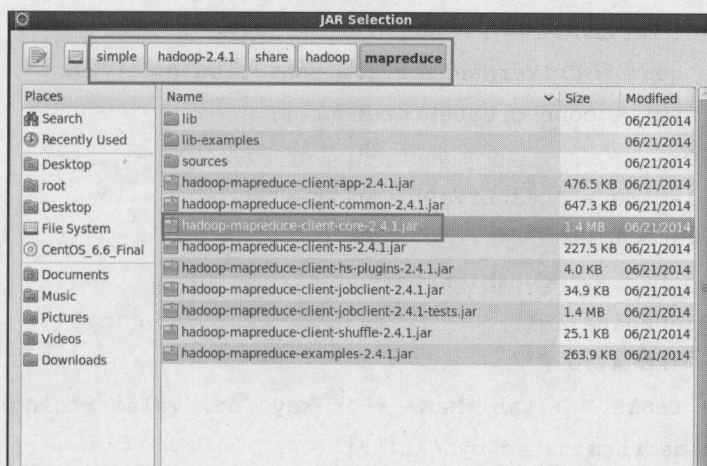 JAR Selection
simple hadoop-2.4.1 share hadoop mapreduce
Places
Search
Recently Used
Desktop
root
Desktop
File System
CentOS_6.6_Final
Documents
Music
Pictures
Videos
Downloads
Name Size Modified
lib 06/21/2014
lib-examples 06/21/2014
sources 06/21/2014
hadoop-mapreduce-client-app-2.4.1.jar 476.5 KB 06/21/2014
hadoop-mapreduce-client-common-2.4.1.jar 647.3 KB 06/21/2014
hadoop-mapreduce-client-core-2.4.1.jar 1.4 MB 06/21/2014
hadoop-mapreduce-client-hs-2.4.1.jar 227.5 KB 06/21/2014
hadoop-mapreduce-client-hs-plugins-2.4.1.jar 4.0 KB 06/21/2014
hadoop-mapreduce-client-jobclient-2.4.1.jar 34.9 KB 06/21/2014
hadoop-mapreduce-client-jobclient-2.4.1-tests.jar 1.4 MB 06/21/2014
hadoop-mapreduce-client-shuffle-2.4.1.jar 25.1 KB 06/21/2014
hadoop-mapreduce-examples-2.4.1.jar 263.9 KB 06/21/2014